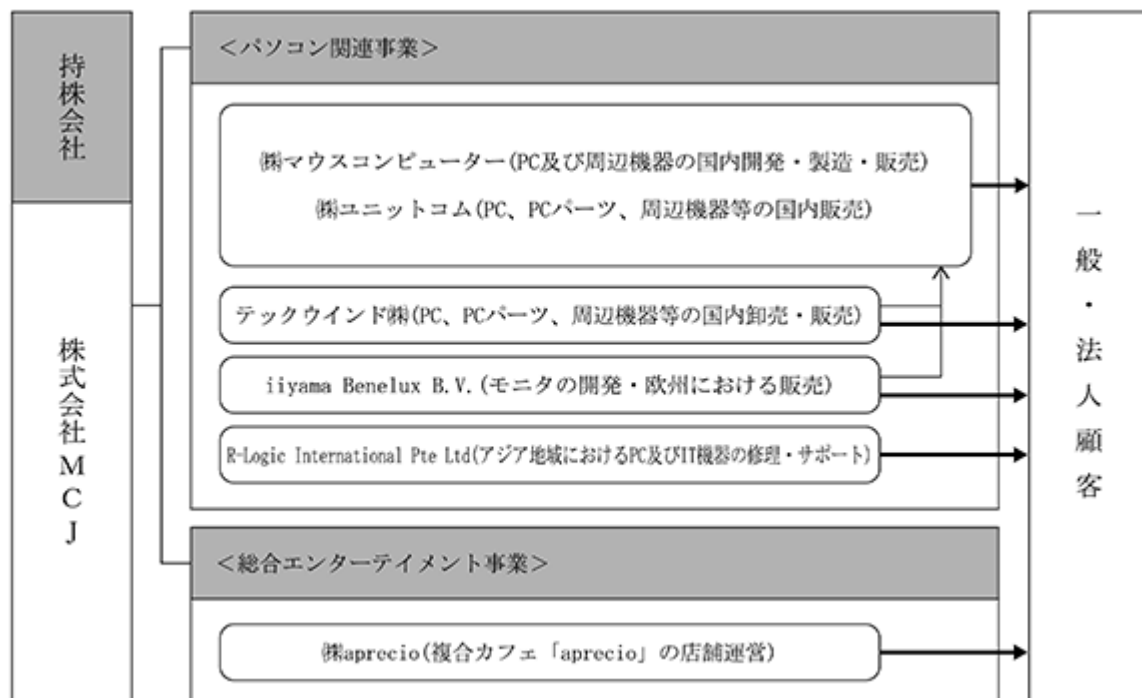 持株会社
株式会社MCJ
＜パソコン関連事業＞
㈱マウスコンピューター(PC及び周辺機器の国内開発・製造・販売)
㈱ユニットコム(PC、PCパーツ、周辺機器等の国内販売)
テックウインド㈱(PC、PCパーツ、周辺機器等の国内卸売・販売)
iiyama Benelux B.V.(モニタの開発・欧州における販売)
R-Logic International Pte Ltd(アジア地域におけるPC及びIT機器の修理・サポート)
＜総合エンターテイメント事業＞
㈱aprecio(複合カフェ「aprecio」の店舗運営)
一般・法人顧客